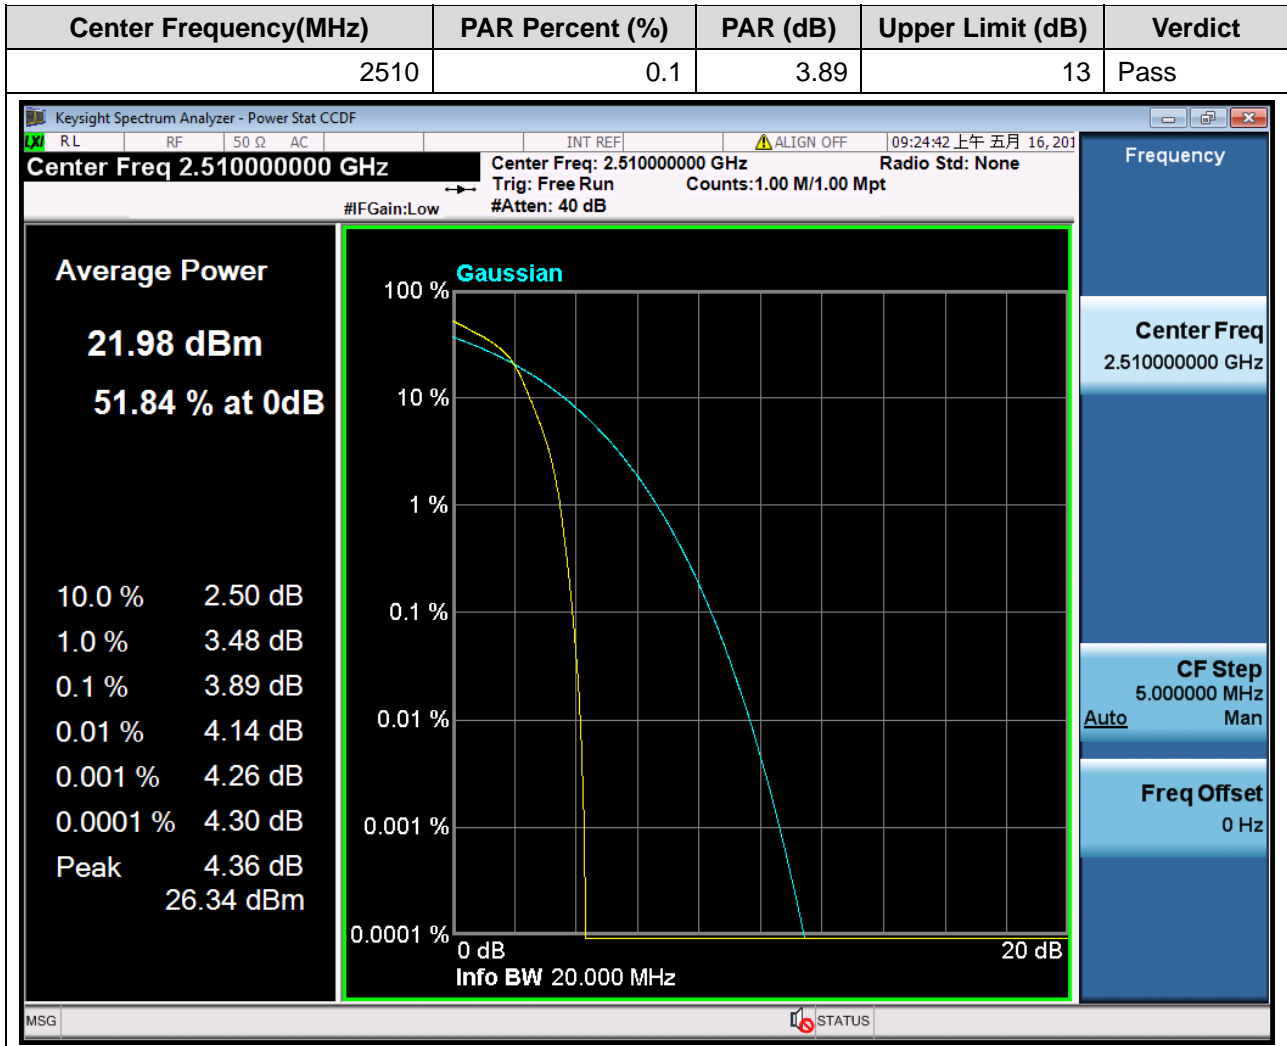 Center Frequency(MHz) PAR Percent (%) PAR (dB) Upper Limit (dB) Verdict
2510 0.1 3.89 13 Pass
Keysight Spectrum Analyzer - Power Stat CCDF
LXI RL RF 50 Ω AC INT REF ALIGN OFF 09:24:42 上午 五月 16, 201
Center Freq 2.510000000 GHz
Center Freq: 2.510000000 GHz Radio Std: None
Trig: Free Run Counts:1.00 M/1.00 Mpt
#IFGain:Low #Atten: 40 dB
Average Power
21.98 dBm
51.84 % at 0dB
10.0 % 2.50 dB
1.0 % 3.48 dB
0.1 % 3.89 dB
0.01 % 4.14 dB
0.001 % 4.26 dB
0.0001 % 4.30 dB
Peak 4.36 dB
26.34 dBm
Gaussian
100 %
10 %
1 %
0.1 %
0.01 %
0.001 %
0.0001 %
0 dB 20 dB
Info BW 20.000 MHz
Frequency
Center Freq
2.510000000 GHz
CF Step
5.000000 MHz
Auto Man
Freq Offset
0 Hz
MSG STATUS